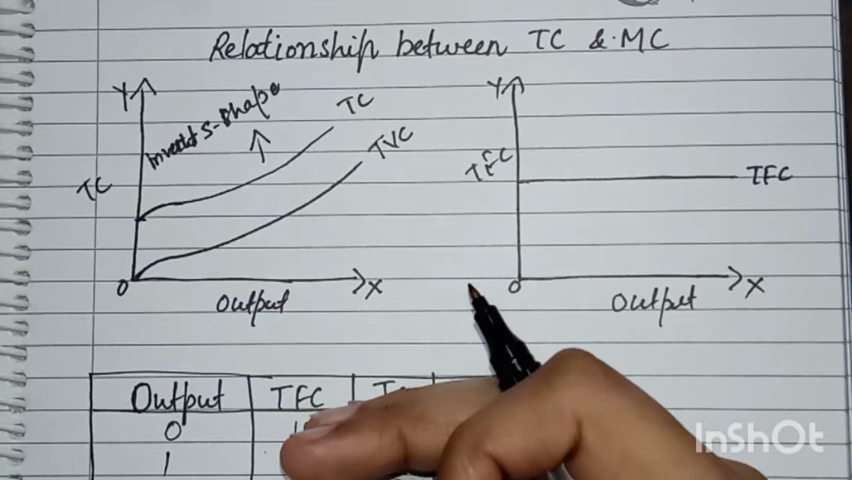 Relationship between TC & MC
Y
Inverted S-shape
TC
TVC
TC
O
Output
X
Y
TFC
TFC
O
Output
X
Output TFC
0
1
InShOt